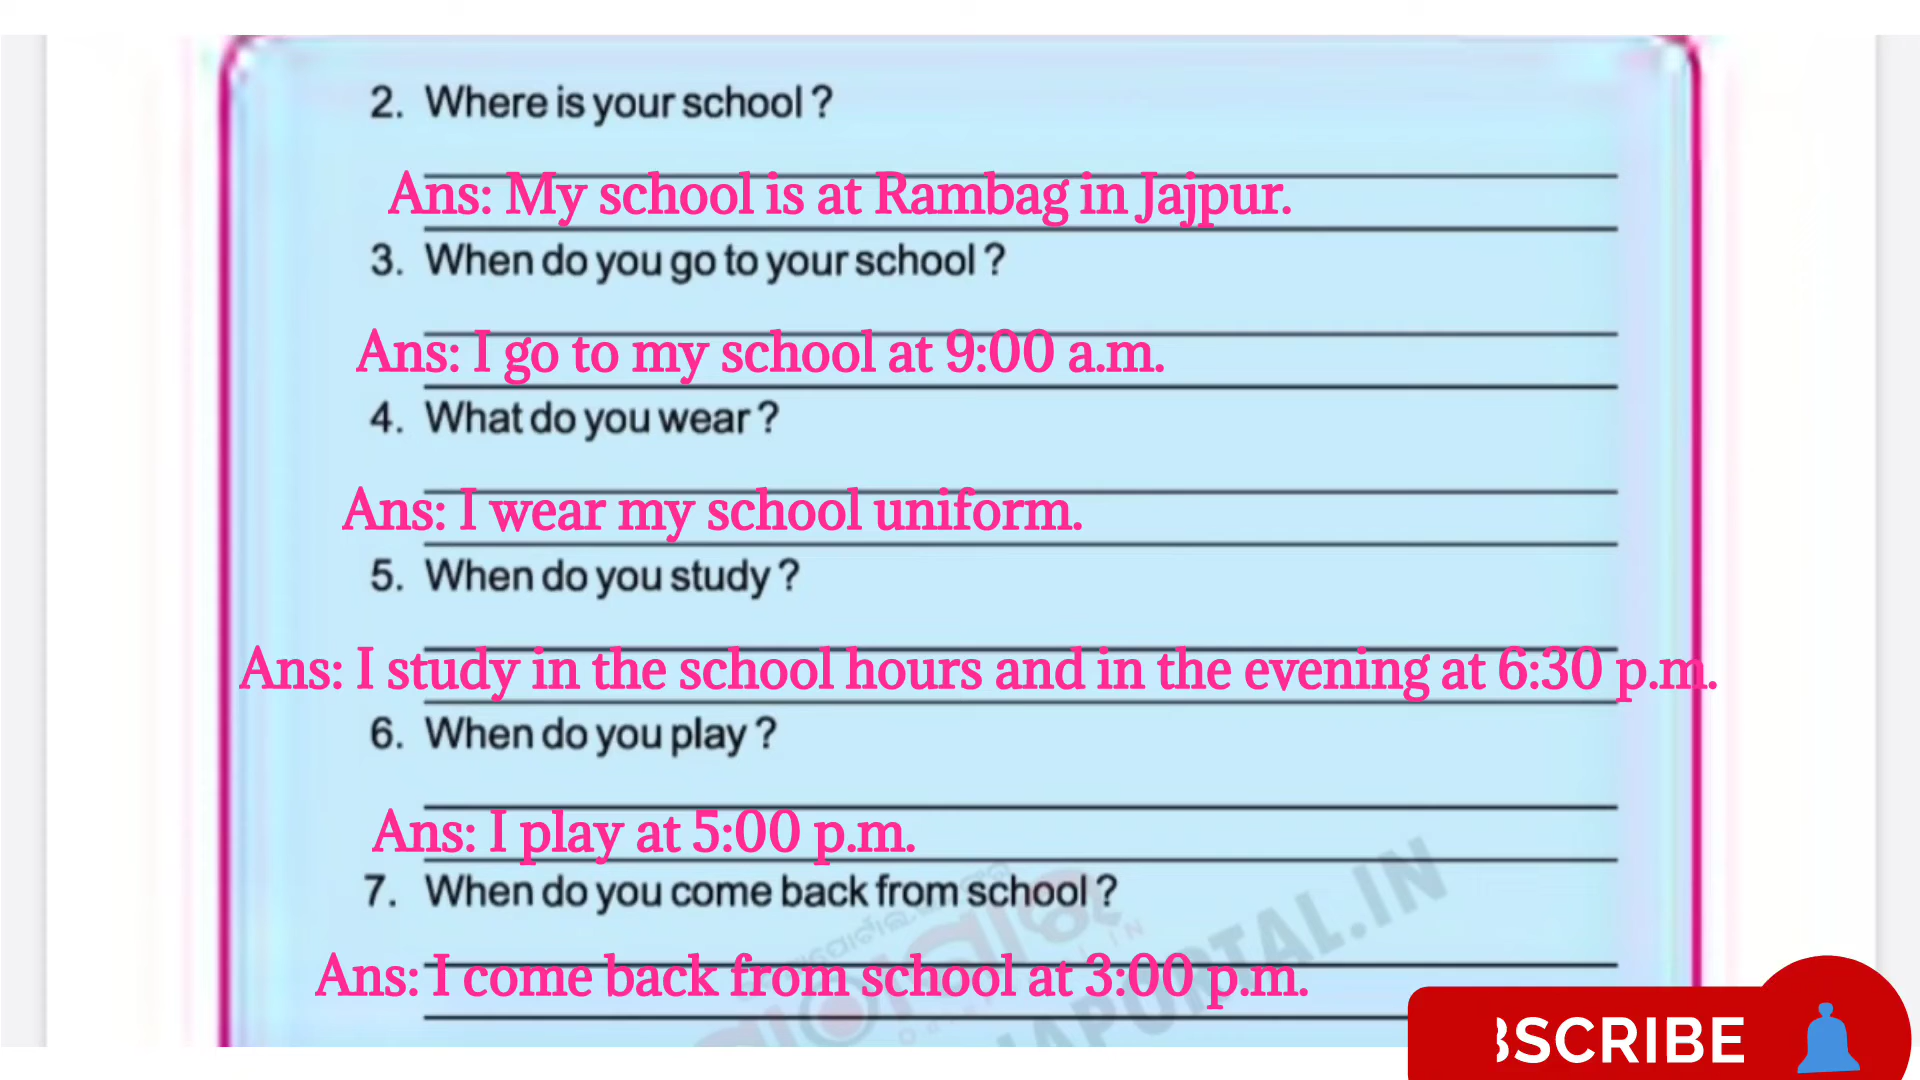 2. Where is your school ?
Ans: My school is at Rambag in Jajpur.
3. When do you go to your school ?
Ans: I go to my school at 9:00 a.m.
4. What do you wear ?
Ans: I wear my school uniform.
5. When do you study ?
Ans: I study in the school hours and in the evening at 6:30 p.m.
6. When do you play ?
Ans: I play at 5:00 p.m.
7. When do you come back from school ?
Ans: I come back from school at 3:00 p.m.